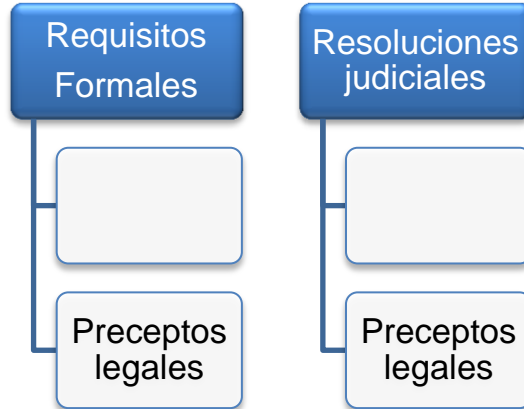 Requisitos
Formales
Preceptos
legales
Resoluciones
judiciales
Preceptos
legales